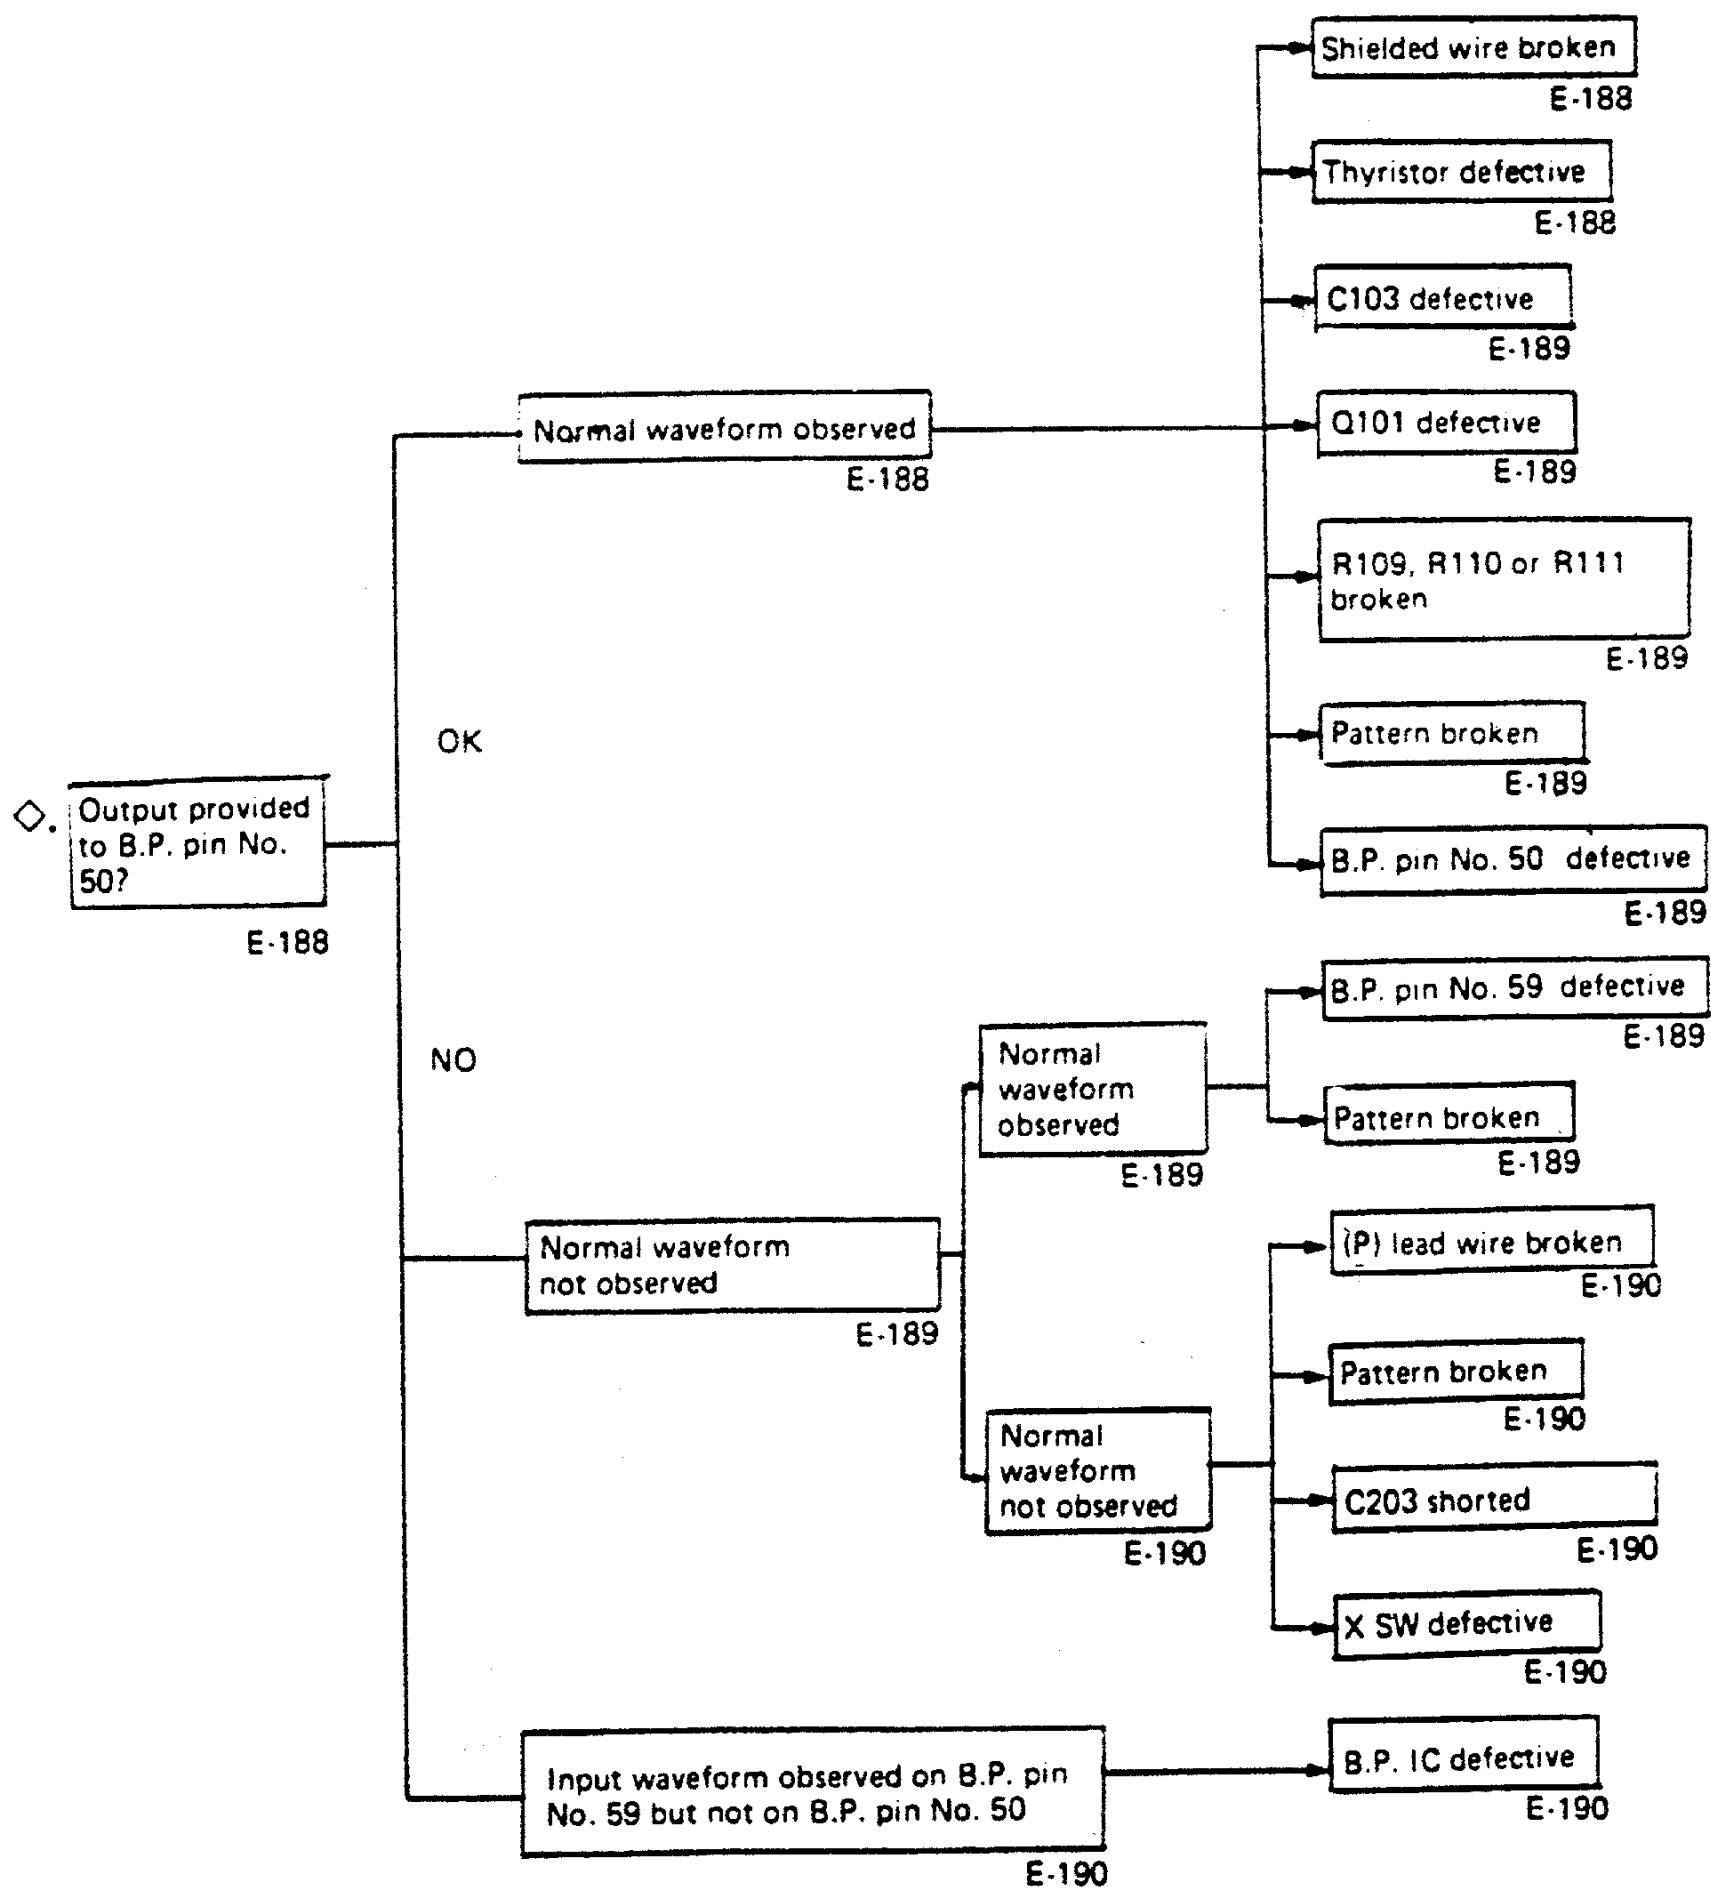 Shielded wire broken
E-188
Thyristor defective
E-188
C103 defective
E-189
Normal waveform observed
E-188
Q101 defective
E-189
R109, R110 or R111
broken
E-189
OK
Pattern broken
E-189
Output provided
to B.P. pin No.
50?
E-188
B.P. pin No. 50 defective
E-189
NO
B.P. pin No. 59 defective
E-189
Normal
waveform
observed
E-189
Pattern broken
E-189
Normal waveform
not observed
E-189
(P) lead wire broken
E-190
Pattern broken
E-190
Normal
waveform
not observed
E-190
C203 shorted
E-190
X SW defective
E-190
Input waveform observed on B.P. pin
No. 59 but not on B.P. pin No. 50
E-190
B.P. IC defective
E-190